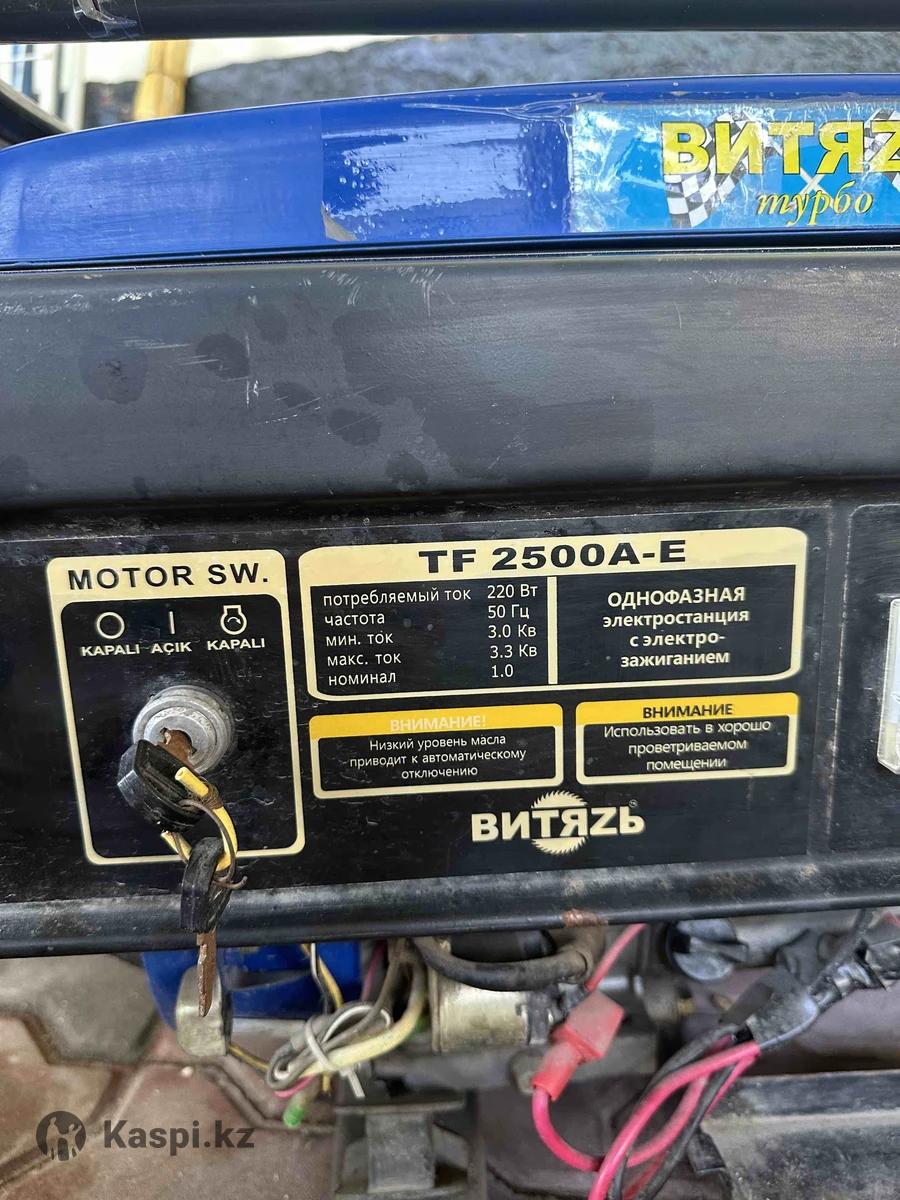 ВИТЯZ
турбо
MOTOR SW.
KAPALI AÇIK KAPALI
TF 2500A-E
потребляемый ток 220 Вт
частота 50 Гц
мин. ток 3.0 Кв
макс. ток 3.3 Кв
номинал 1.0
ОДНОФАЗНАЯ
электростанция
с электро-
зажиганием
ВНИМАНИЕ!
Низкий уровень масла
приводит к автоматическому
отключению
ВНИМАНИЕ
Использовать в хорошо
проветриваемом
помещении
ВИТЯZЬ
Kaspi.kz